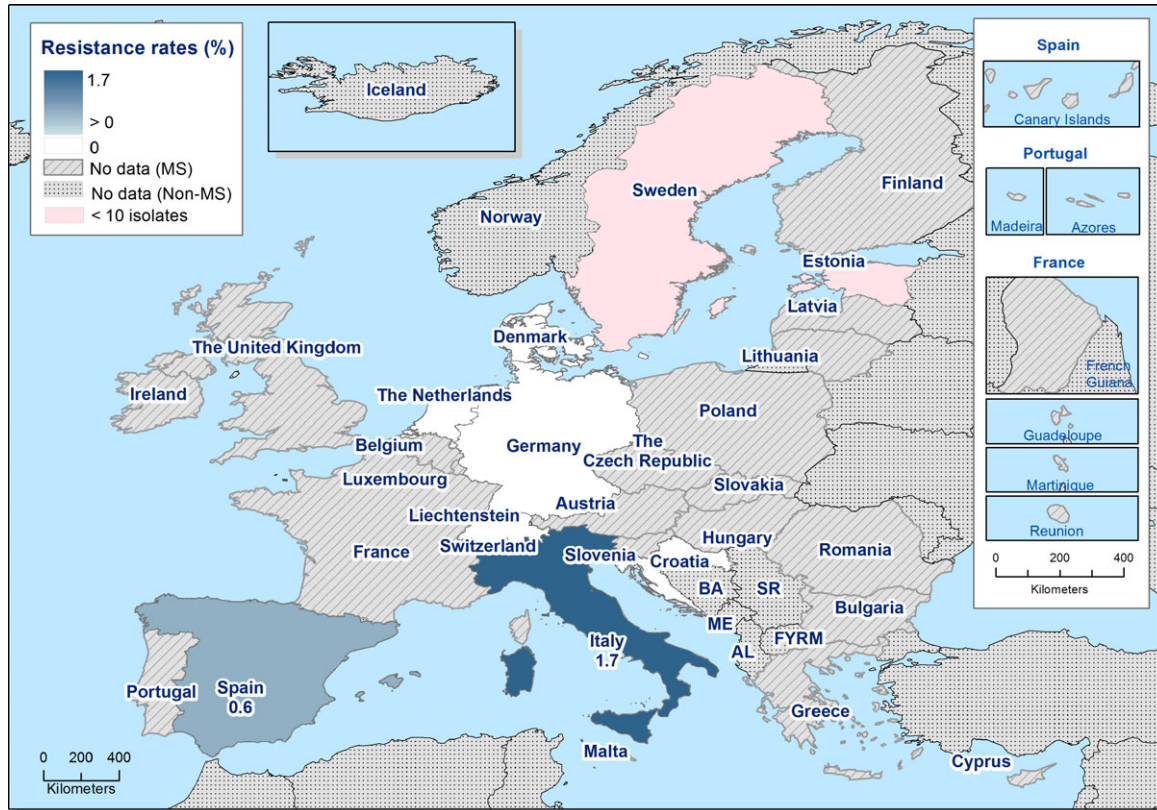 Resistance rates (%)
1.7
> 0
0
No data (MS)
No data (Non-MS)
< 10 isolates
Iceland
Norway
Sweden
Finland
Estonia
Latvia
Lithuania
Denmark
The United Kingdom
Ireland
The Netherlands
Belgium
Luxembourg
Germany
Poland
The
Czech Republic
Slovakia
Austria
Liechtenstein
Switzerland
France
Hungary
Slovenia
Croatia
Romania
BA
SR
Bulgaria
ME
FYRM
AL
Italy
1.7
Greece
Portugal
Spain
0.6
Malta
Cyprus
0 200 400
Kilometers
Spain
Canary Islands
Portugal
Madeira
Azores
France
French
Guiana
Guadeloupe
Martinique
Reunion
0 200 400
Kilometers